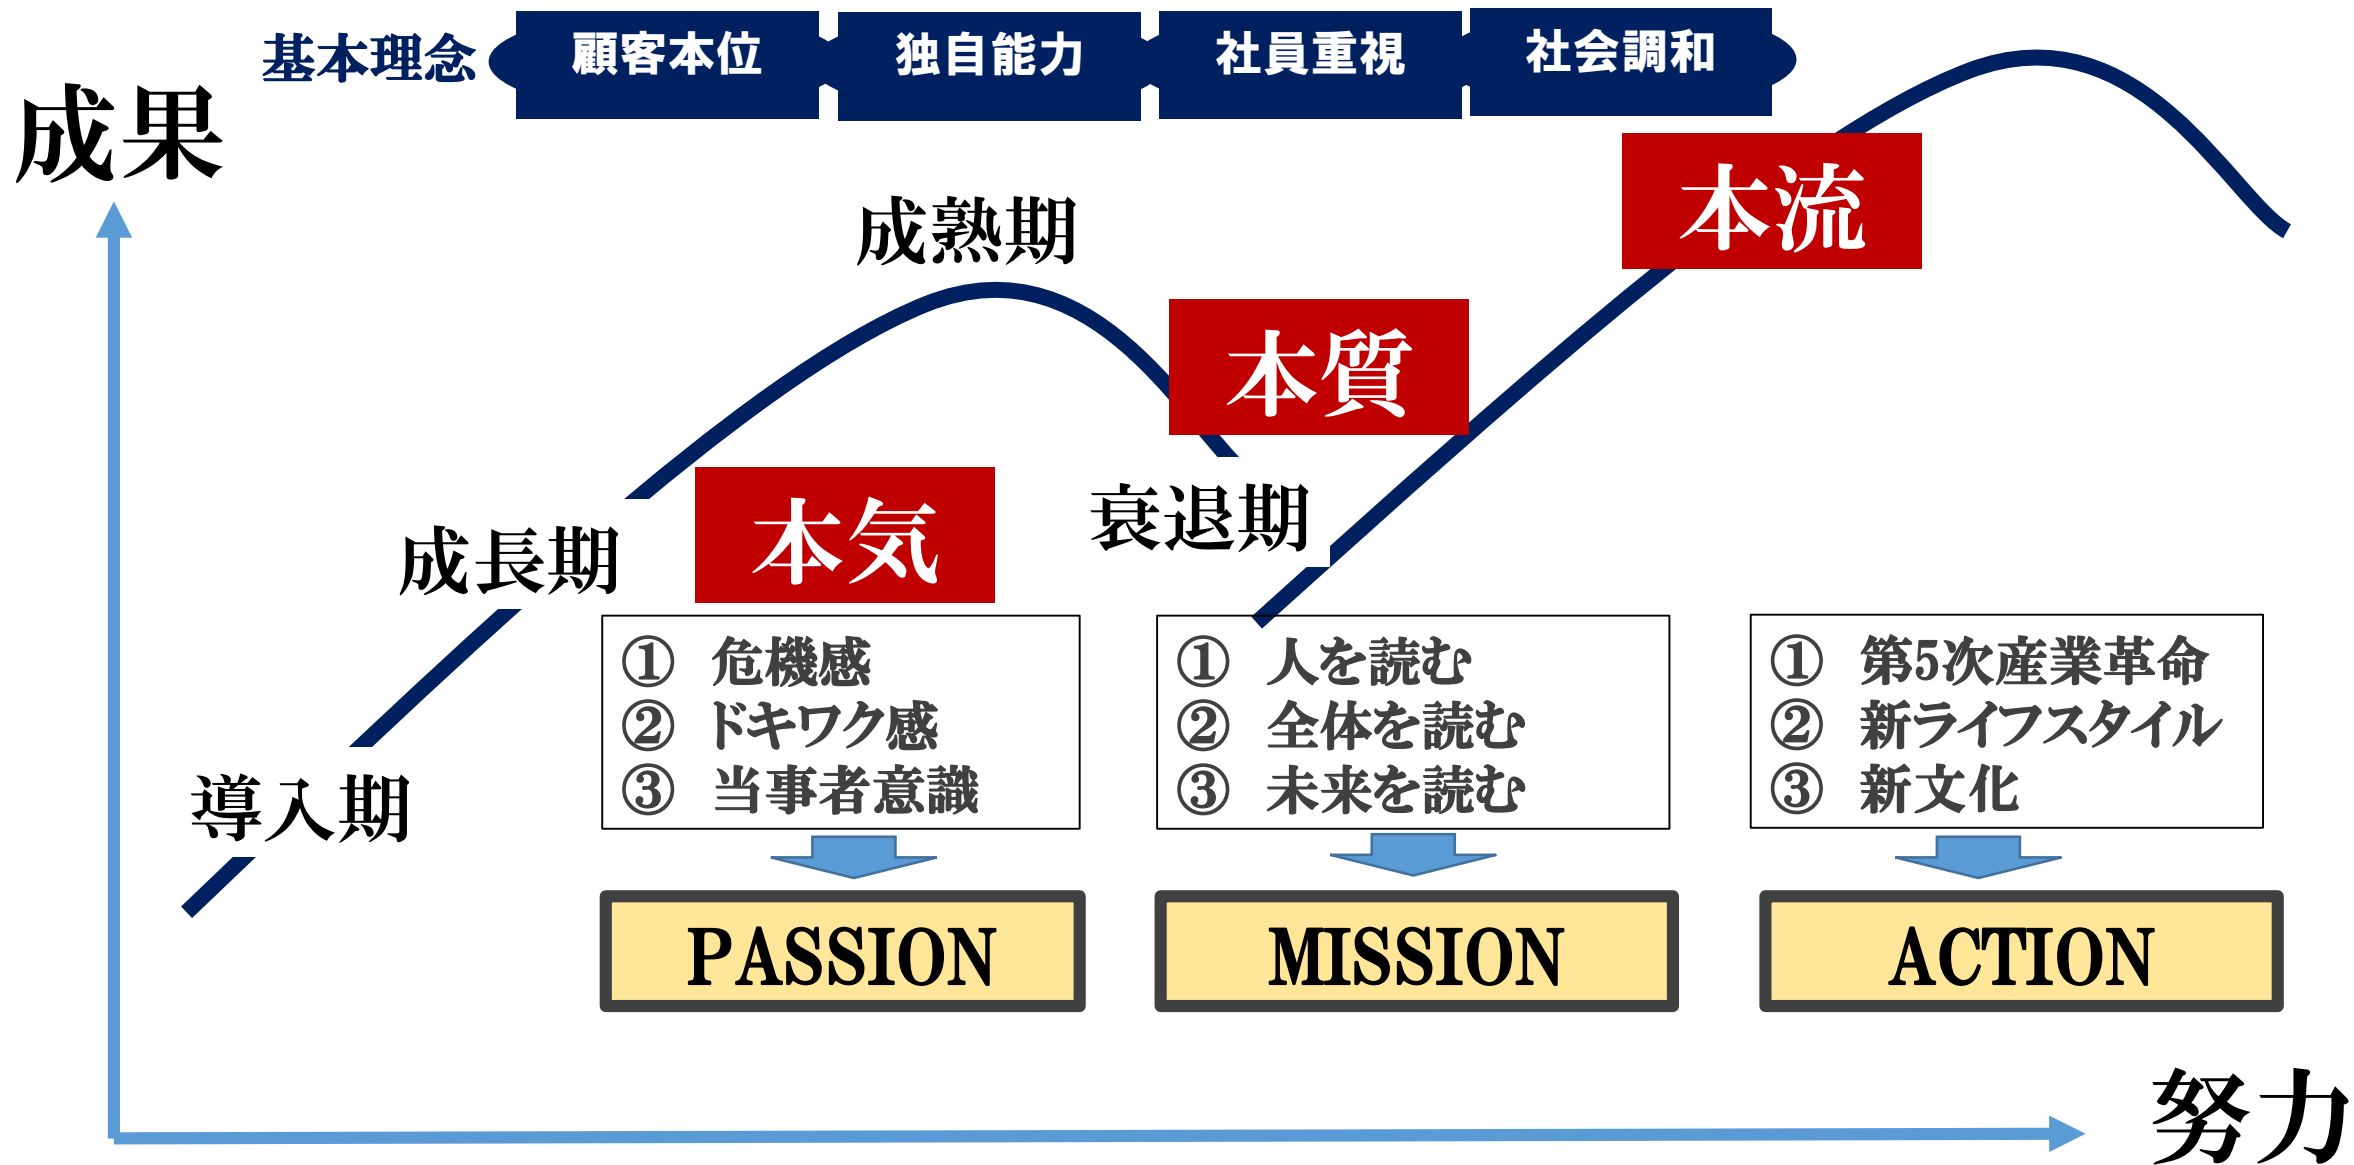 基本理念
顧客本位
独自能力
社員重視
社会調和
成果
成熟期
本流
本質
本気
衰退期
成長期
導入期
① 危機感
② ドキワク感
③ 当事者意識
① 人を読む
② 全体を読む
③ 未来を読む
① 第5次産業革命
② 新ライフスタイル
③ 新文化
PASSION
MISSION
ACTION
努力